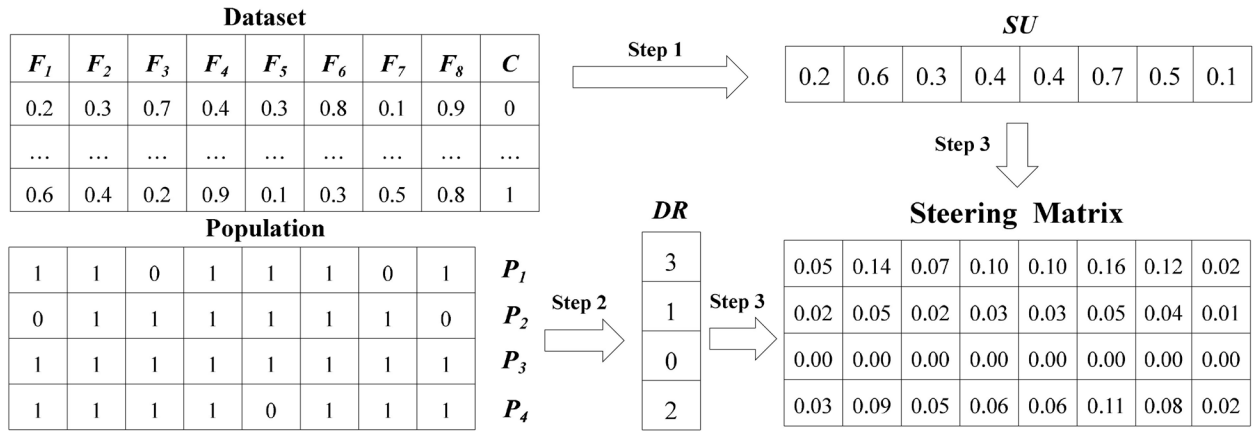 Dataset
F1 F2 F3 F4 F5 F6 F7 F8 C
0.2 0.3 0.7 0.4 0.3 0.8 0.1 0.9 0
... ... ... ... ... ... ... ... ...
0.6 0.4 0.2 0.9 0.1 0.3 0.5 0.8 1
Step 1
SU
0.2 0.6 0.3 0.4 0.4 0.7 0.5 0.1
Step 3
Population
1 1 0 1 1 1 0 1 P1
0 1 1 1 1 1 1 0 P2
1 1 1 1 1 1 1 1 P3
1 1 1 1 0 1 1 1 P4
Step 2
DR
3
1
0
2
Step 3
Steering Matrix
0.05 0.14 0.07 0.10 0.10 0.16 0.12 0.02
0.02 0.05 0.02 0.03 0.03 0.05 0.04 0.01
0.00 0.00 0.00 0.00 0.00 0.00 0.00 0.00
0.03 0.09 0.05 0.06 0.06 0.11 0.08 0.02